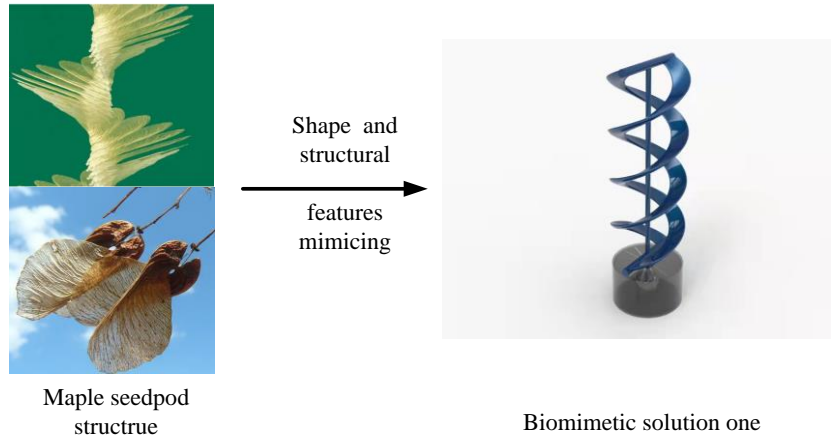 Shape and
structural
features
mimicing
Maple seedpod
structrue
Biomimetic solution one